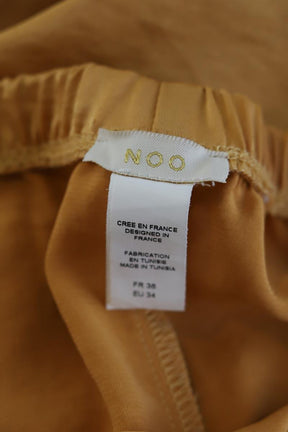 NOO
CREE EN FRANCE
DESIGNED IN
FRANCE
FABRICATION
EN TUNISIE
MADE IN TUNISIA
FR 36
EU 34